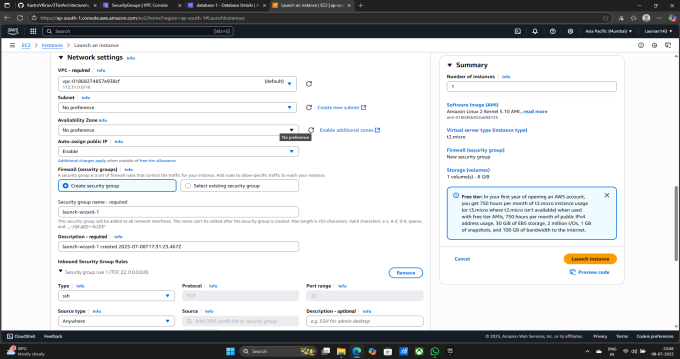 KastroVKiran/3TierArchitectureA
SecurityGroups | VPC Console
database-1 - Database Details | A
Launch an instance | EC2 | ap-so
https://ap-south-1.console.aws.amazon.com/ec2/home?region=ap-south-1#LaunchInstances:
aws
Search
[Alt+S]
Asia Pacific (Mumbai)
EC2
Instances
Launch an instance
Network settings Info
VPC - required Info
(default)
172.31.0.0/16
Subnet Info
No preference
Create new subnet
Availability Zone Info
No preference
Enable additional zones
No preference
Auto-assign public IP Info
Enable
Additional charges apply when outside of free tier allowance
Firewall (security groups) Info
A security group is a set of firewall rules that control the traffic for your instance. Add rules to allow specific traffic to reach your instance.
Create security group
Select existing security group
Security group name - required
launch-wizard-1
This security group will be added to all network interfaces. The name can't be edited after the security group is created. Max length is 255 characters. Valid characters: a-z, A-Z, 0-9, spaces,
Description - required Info
launch-wizard-1 created 2025-07-08T17:31:23.467Z
Inbound Security Group Rules
Security group rule 1 (TCP, 22, 0.0.0.0/0)
Remove
Type Info
Protocol Info
Port range Info
ssh
TCP
22
Source type Info
Source Info
Description - optional Info
Anywhere
Add CIDR, prefix list or security group
e.g. SSH for admin desktop
Summary
Number of instances Info
1
Software Image (AMI)
Amazon Linux 2 Kernel 5.10 AMI...read more
Virtual server type (instance type)
t2.micro
Firewall (security group)
New security group
Storage (volumes)
1 volume(s) - 8 GiB
Free tier: In your first year of opening an AWS account,
you get 750 hours per month of t2.micro instance usage
(or t3.micro where t2.micro isn't available) when used
with free tier AMIs, 750 hours per month of public IPv4
address usage, 30 GiB of EBS storage, 2 million I/Os, 1 GB
of snapshots, and 100 GB of bandwidth to the internet.
Cancel
Launch instance
Preview code
CloudShell
Feedback
© 2025, Amazon Web Services, Inc. or its affiliates.
Privacy
Terms
Cookie preferences
Mostly cloudy
Search
ENG
IN
08-07-2025